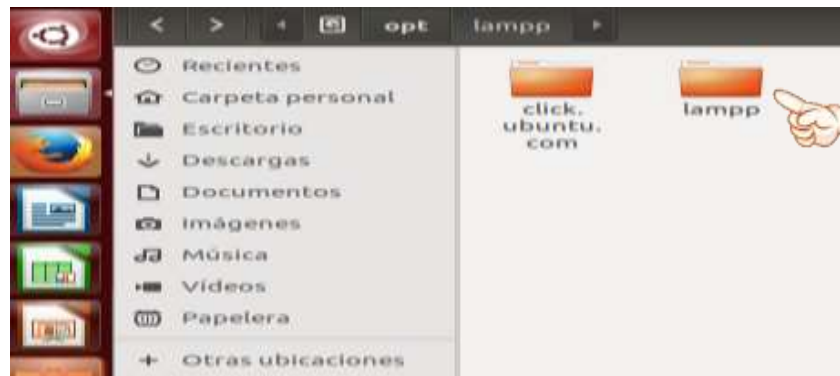 < >
opt
lampp
Recientes
Carpeta personal
Escritorio
Descargas
Documentos
Imágenes
Música
Vídeos
Papelera
+ Otras ubicaciones
click.
ubuntu.
com
lampp